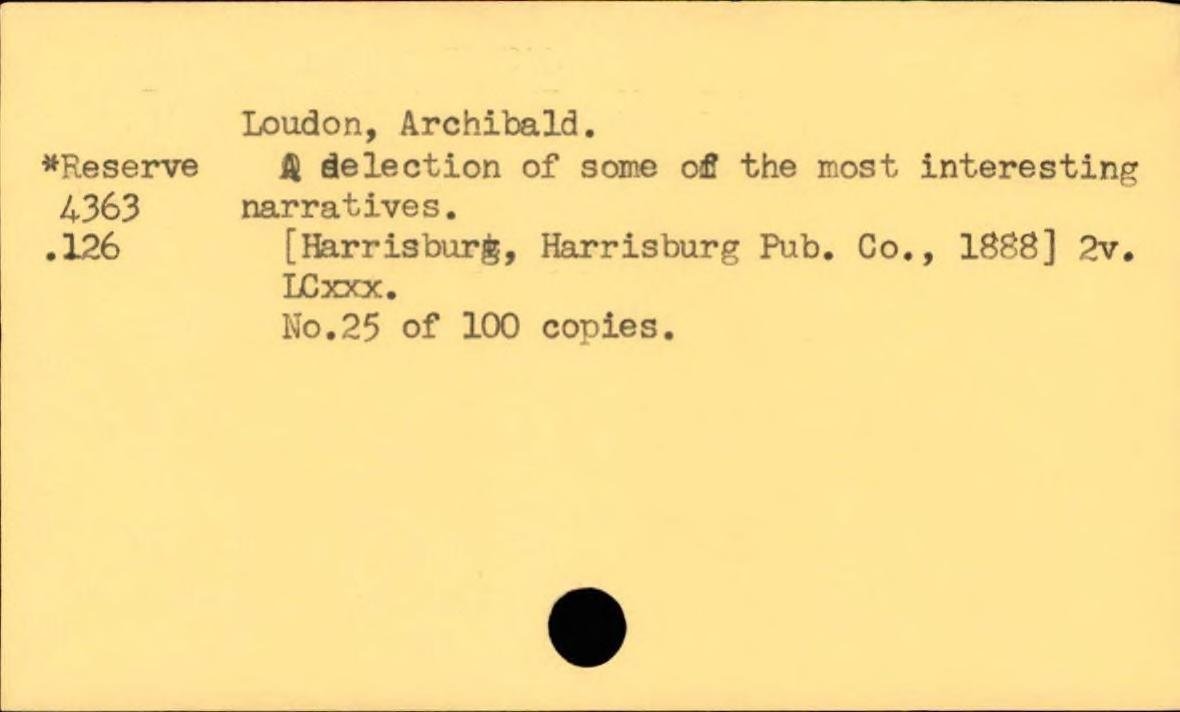 Loudon, Archibald.
*Reserve A selection of some of the most interesting
4363 narratives.
.126 [Harrisburg, Harrisburg Pub. Co., 1888] 2v.
LCxxx.
No.25 of 100 copies.